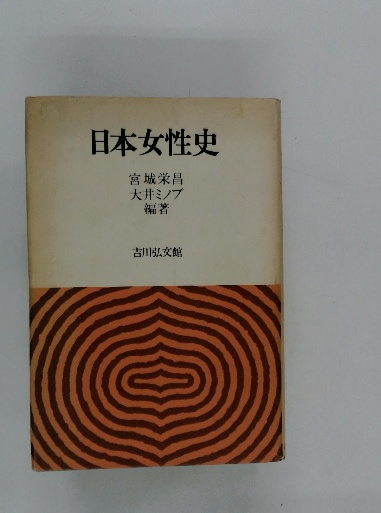 日本女性史
宮城栄昌
大井ミノブ
編著
吉川弘文館